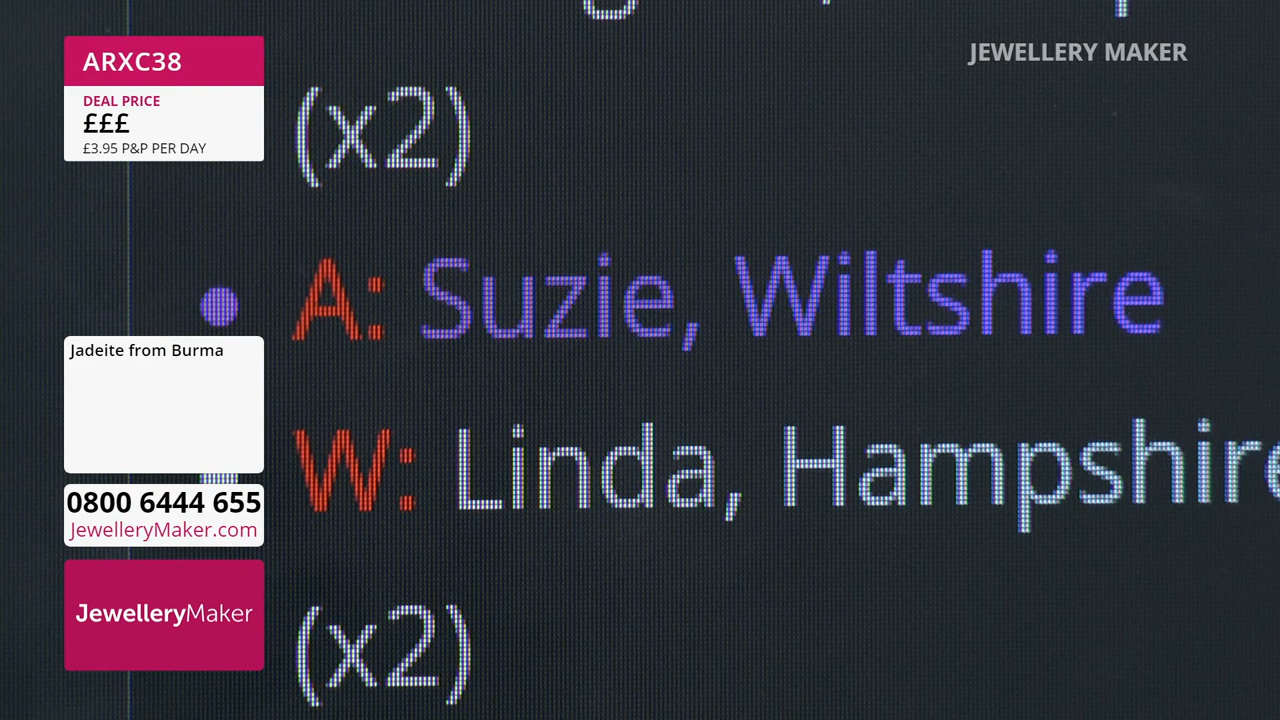 ARXC38
DEAL PRICE
£££
£3.95 P&P PER DAY
JEWELLERY MAKER
(x2)
A: Suzie, Wiltshire
Jadeite from Burma
W: Linda, Hampshire
0800 6444 655
JewelleryMaker.com
JewelleryMaker
(x2)